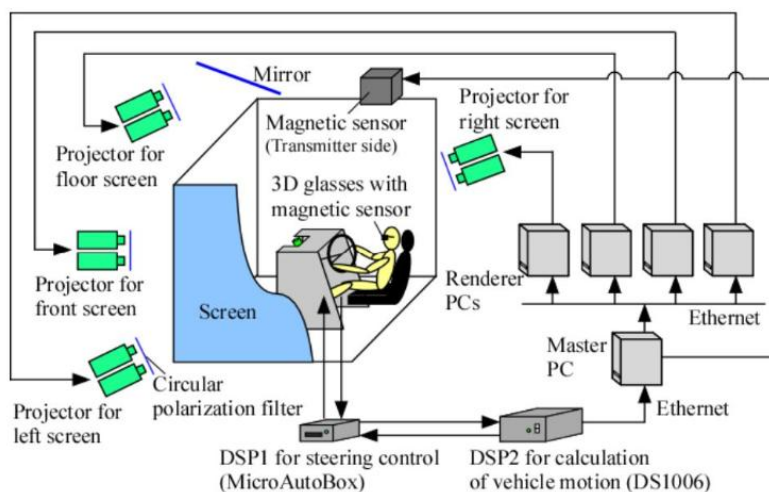 Mirror
Projector for
floor screen
Magnetic sensor
(Transmitter side)
Projector for
right screen
3D glasses with
magnetic sensor
Projector for
front screen
Screen
Renderer
PCs
Ethernet
Master
PC
Circular
polarization filter
Projector for
left screen
Ethernet
DSP1 for steering control
(MicroAutoBox)
DSP2 for calculation
of vehicle motion (DS1006)